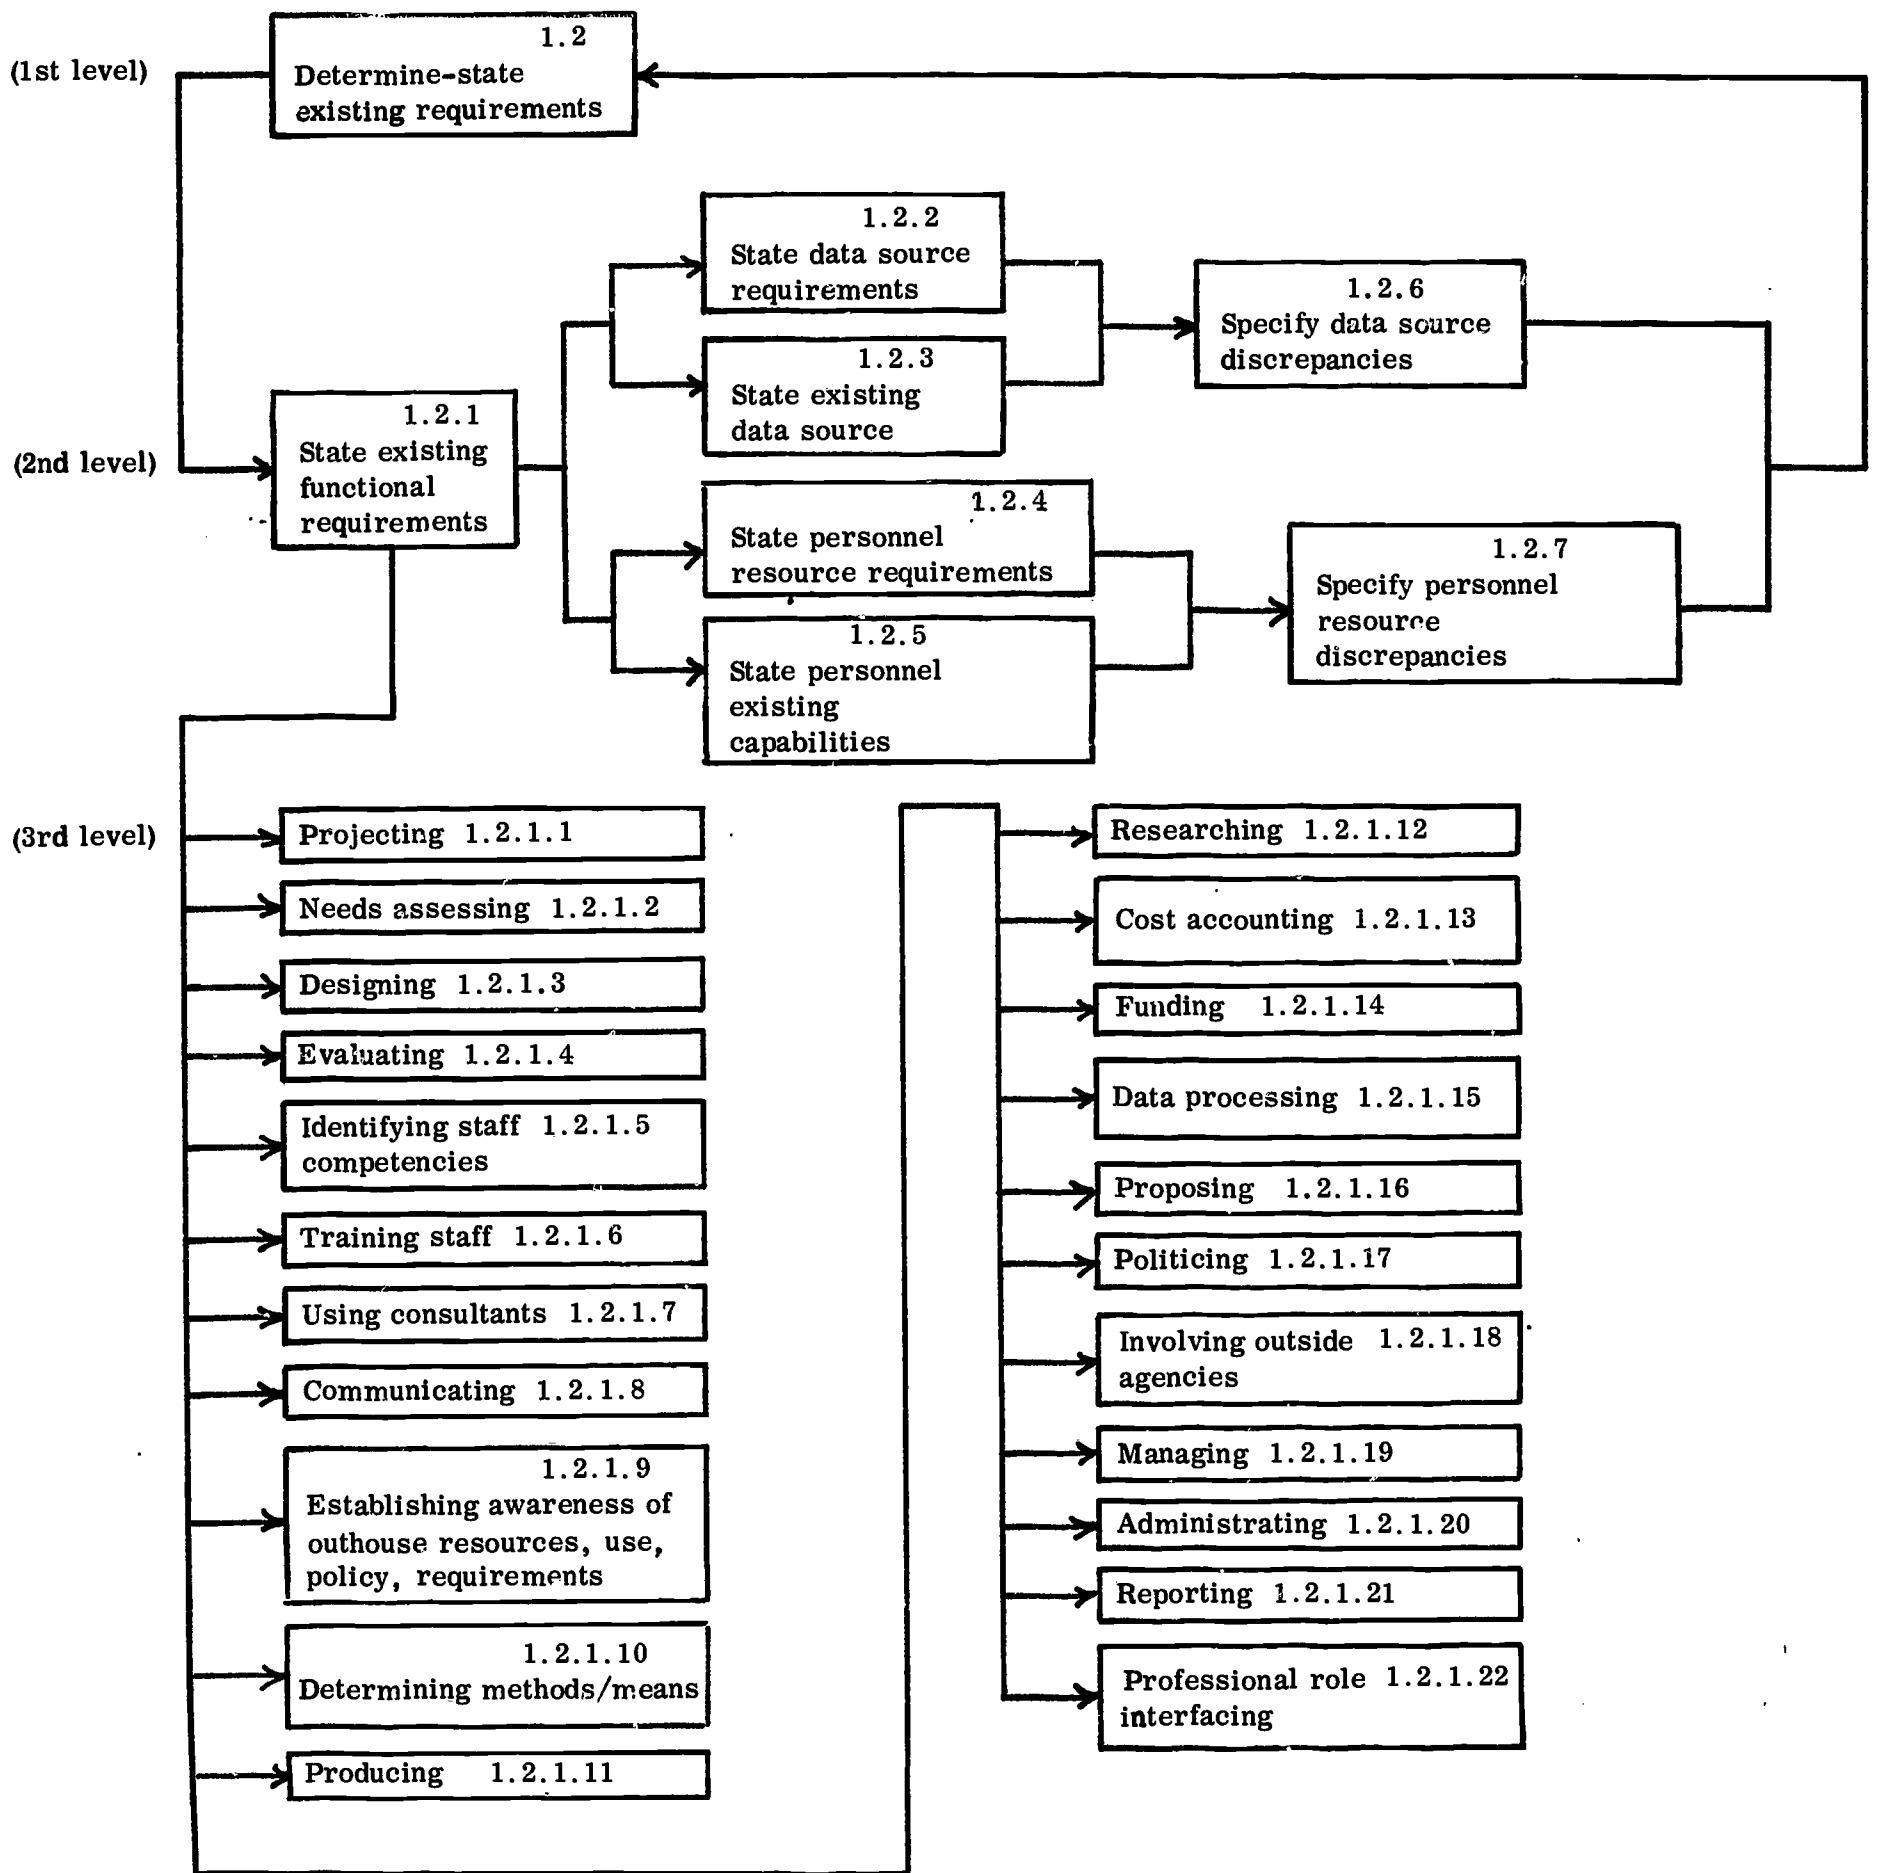 1.2
(1st level)
Determine-state
existing requirements
1.2.2
State data source
requirements
1.2.3
State existing
data source
1.2.6
Specify data source
discrepancies
(2nd level)
1.2.1
State existing
functional
requirements
1.2.4
State personnel
resource requirements
1.2.5
State personnel
existing
capabilities
1.2.7
Specify personnel
resource
discrepancies
(3rd level)
Projecting 1.2.1.1
Needs assessing 1.2.1.2
Designing 1.2.1.3
Evaluating 1.2.1.4
Identifying staff 1.2.1.5
competencies
Training staff 1.2.1.6
Using consultants 1.2.1.7
Communicating 1.2.1.8
1.2.1.9
Establishing awareness of
outhouse resources, use,
policy, requirements
1.2.1.10
Determining methods/means
Producing 1.2.1.11
Researching 1.2.1.12
Cost accounting 1.2.1.13
Funding 1.2.1.14
Data processing 1.2.1.15
Proposing 1.2.1.16
Politicing 1.2.1.17
Involving outside 1.2.1.18
agencies
Managing 1.2.1.19
Administrating 1.2.1.20
Reporting 1.2.1.21
Professional role 1.2.1.22
interfacing